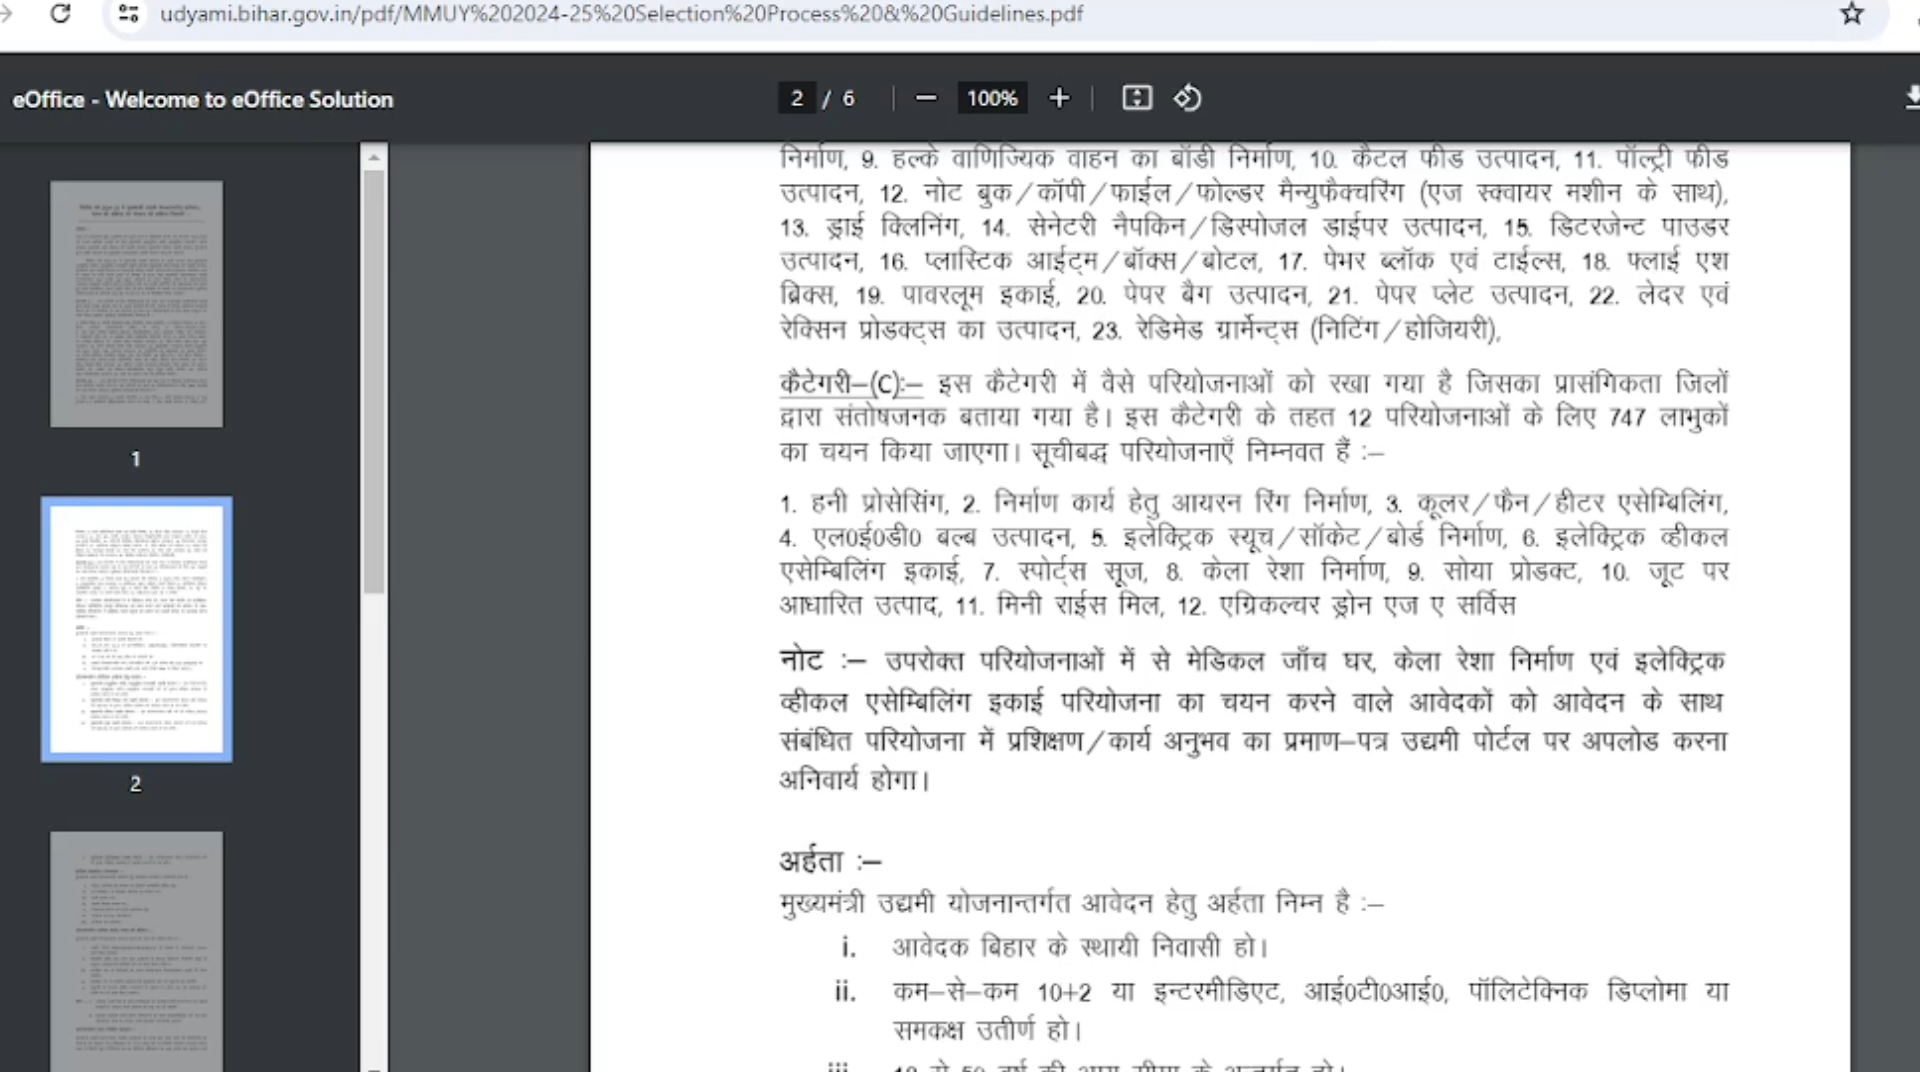 udyami.bihar.gov.in/pdf/MMUY%202024-25%20Selection%20Process%20&%20Guidelines.pdf
eOffice - Welcome to eOffice Solution
2 / 6
100%
1
2
निर्माण, 9. हल्के वाणिज्यिक वाहन का बॉडी निर्माण, 10. कैटल फीड उत्पादन, 11. पॉल्ट्री फीड
उत्पादन, 12. नोट बुक/कॉपी/फाईल/फोल्डर मैन्युफैक्चरिंग (एज स्क्वायर मशीन के साथ),
13. ड्राई क्लिनिंग, 14. सेनेटरी नैपकिन/डिस्पोजल डाईपर उत्पादन, 15. डिटरजेन्ट पाउडर
उत्पादन, 16. प्लास्टिक आईट्म/बॉक्स/बोटल, 17. पेभर ब्लॉक एवं टाईल्स, 18. फ्लाई एश
ब्रिक्स, 19. पावरलूम इकाई, 20. पेपर बैग उत्पादन, 21. पेपर प्लेट उत्पादन, 22. लेदर एवं
रेक्सिन प्रोडक्ट्स का उत्पादन, 23. रेडिमेड ग्रार्मेन्ट्स (निटिंग/होजियरी),
कैटेगरी–(C):– इस कैटेगरी में वैसे परियोजनाओं को रखा गया है जिसका प्रासंगिकता जिलों
द्वारा संतोषजनक बताया गया है। इस कैटेगरी के तहत 12 परियोजनाओं के लिए 747 लाभुकों
का चयन किया जाएगा। सूचीबद्ध परियोजनाएँ निम्नवत हैं :–
1. हनी प्रोसेसिंग, 2. निर्माण कार्य हेतु आयरन रिंग निर्माण, 3. कूलर/फैन/हीटर एसेम्बिलिंग,
4. एल0ई0डी0 बल्ब उत्पादन, 5. इलेक्ट्रिक स्यूच/सॉकेट/बोर्ड निर्माण, 6. इलेक्ट्रिक व्हीकल
एसेम्बिलिंग इकाई, 7. स्पोर्ट्स सूज, 8. केला रेशा निर्माण, 9. सोया प्रोडक्ट, 10. जूट पर
आधारित उत्पाद, 11. मिनी राईस मिल, 12. एग्रिकल्चर ड्रोन एज ए सर्विस
नोट :– उपरोक्त परियोजनाओं में से मेडिकल जाँच घर, केला रेशा निर्माण एवं इलेक्ट्रिक
व्हीकल एसेम्बिलिंग इकाई परियोजना का चयन करने वाले आवेदकों को आवेदन के साथ
संबंधित परियोजना में प्रशिक्षण/कार्य अनुभव का प्रमाण–पत्र उद्यमी पोर्टल पर अपलोड करना
अनिवार्य होगा।
अर्हता :–
मुख्यमंत्री उद्यमी योजनान्तर्गत आवेदन हेतु अर्हता निम्न है :–
i. आवेदक बिहार के स्थायी निवासी हो।
ii. कम–से–कम 10+2 या इन्टरमीडिएट, आई0टी0आई0, पॉलिटेक्निक डिप्लोमा या
समकक्ष उतीर्ण हो।